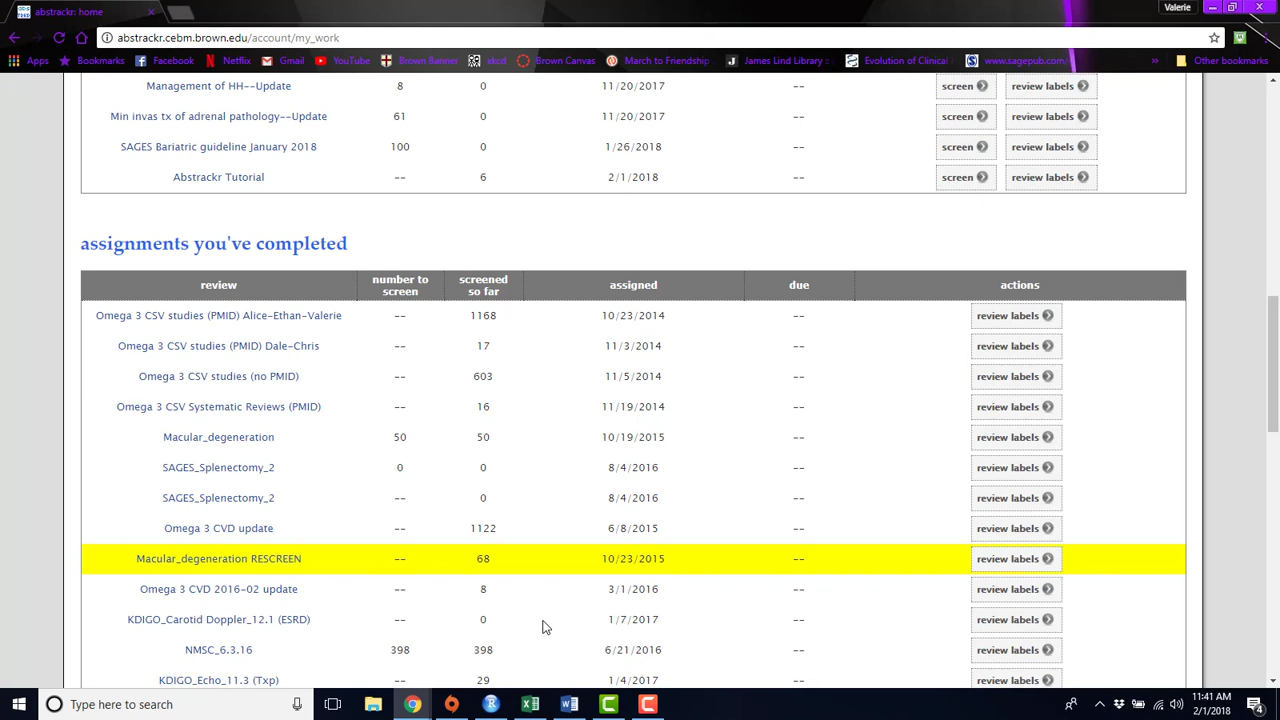 abstrackr: home
Valerie
abstrackr.cebm.brown.edu/account/my_work
Apps Bookmarks Facebook Netflix Gmail YouTube Brown Banner xkcd Brown Canvas March to Friendship James Lind Library Evolution of Clinical www.sagepub.com/ » Other bookmarks
Management of HH--Update 8 0 11/20/2017 -- screen review labels
Min invas tx of adrenal pathology--Update 61 0 11/20/2017 -- screen review labels
SAGES Bariatric guideline January 2018 100 0 1/26/2018 -- screen review labels
Abstrackr Tutorial -- 6 2/1/2018 -- screen review labels
assignments you've completed
review number to screen screened so far assigned due actions
Omega 3 CSV studies (PMID) Alice-Ethan-Valerie -- 1168 10/23/2014 -- review labels
Omega 3 CSV studies (PMID) Dale-Chris -- 17 11/3/2014 -- review labels
Omega 3 CSV studies (no PMID) -- 603 11/5/2014 -- review labels
Omega 3 CSV Systematic Reviews (PMID) -- 16 11/19/2014 -- review labels
Macular_degeneration 50 50 10/19/2015 -- review labels
SAGES_Splenectomy_2 0 0 8/4/2016 -- review labels
SAGES_Splenectomy_2 -- 0 8/4/2016 -- review labels
Omega 3 CVD update -- 1122 6/8/2015 -- review labels
Macular_degeneration RESCREEN -- 68 10/23/2015 -- review labels
Omega 3 CVD 2016-02 update -- 8 3/1/2016 -- review labels
KDIGO_Carotid Doppler_12.1 (ESRD) -- 0 1/7/2017 -- review labels
NMSC_6.3.16 398 398 6/21/2016 -- review labels
KDIGO_Echo_11.3 (Txp) -- 29 1/4/2017 -- review labels
Type here to search
11:41 AM
2/1/2018
4